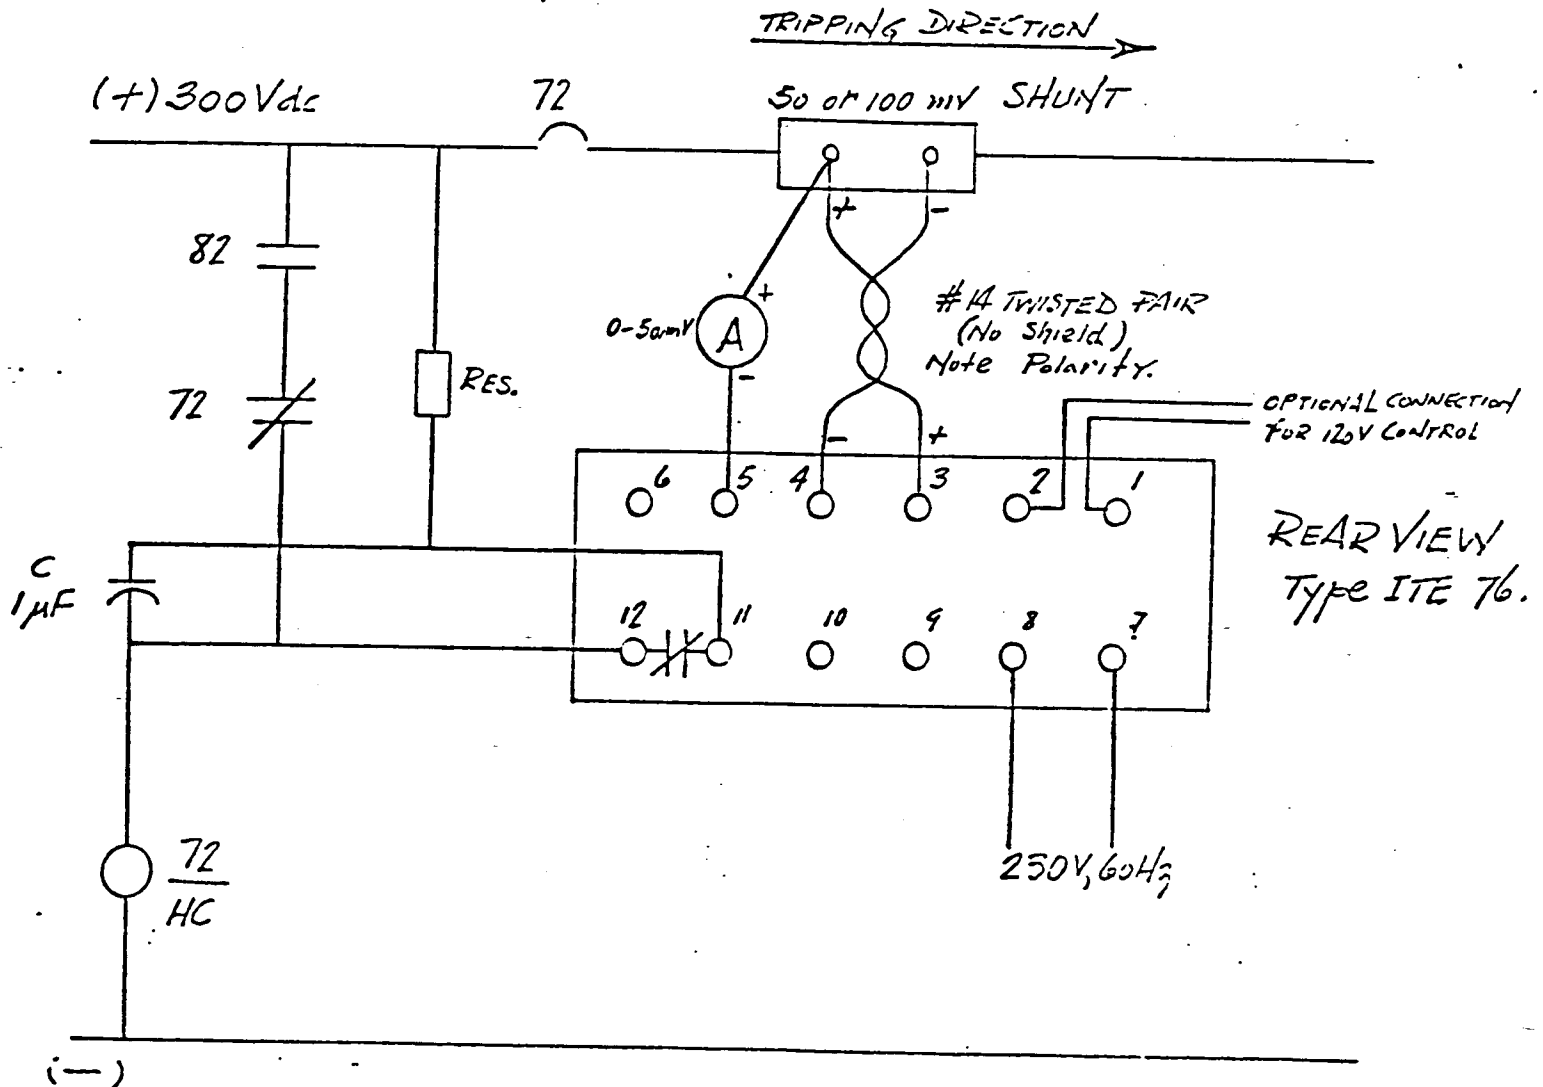 TRIPPING DIRECTION
(+) 300Vdc
72
50 or 100 mV SHUNT
+
-
82
0-50mV
A
+
-
#14 TWISTED PAIR
(No Shield)
Note Polarity.
72
RES.
OPTIONAL CONNECTION
FOR 120V CONTROL
-
+
6
5
4
3
2
1
REAR VIEW
Type ITE 76.
C
1µF
12
11
10
9
8
7
72
HC
250V, 60Hz
(-)